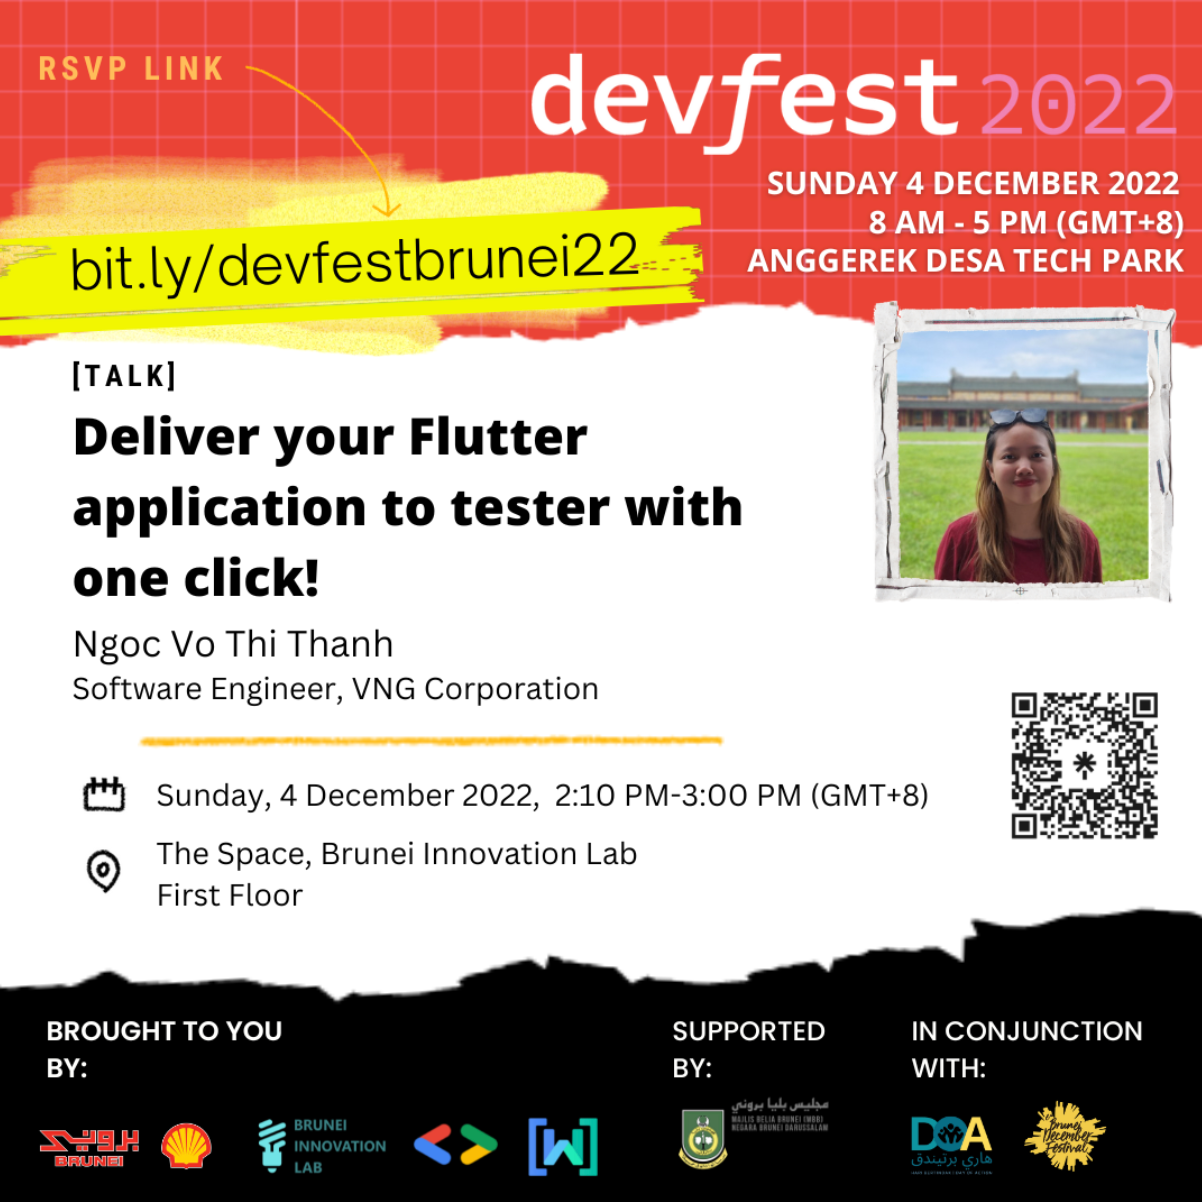 RSVP LINK
devfest 2022
SUNDAY 4 DECEMBER 2022
8 AM - 5 PM (GMT+8)
ANGGEREK DESA TECH PARK
bit.ly/devfestbrunei22
[TALK]
Deliver your Flutter
application to tester with
one click!
Ngoc Vo Thi Thanh
Software Engineer, VNG Corporation
Sunday, 4 December 2022, 2:10 PM-3:00 PM (GMT+8)
The Space, Brunei Innovation Lab
First Floor
BROUGHT TO YOU
BY:
SUPPORTED
BY:
IN CONJUNCTION
WITH:
بروني
BRUNEI
BRUNEI
INNOVATION
LAB
مجليس بليا بروني
MAJLIS BELIA BRUNEI (MBB)
NEGARA BRUNEI DARUSSALAM
DOA
هاري برتيندق
Brunei
December
Festival